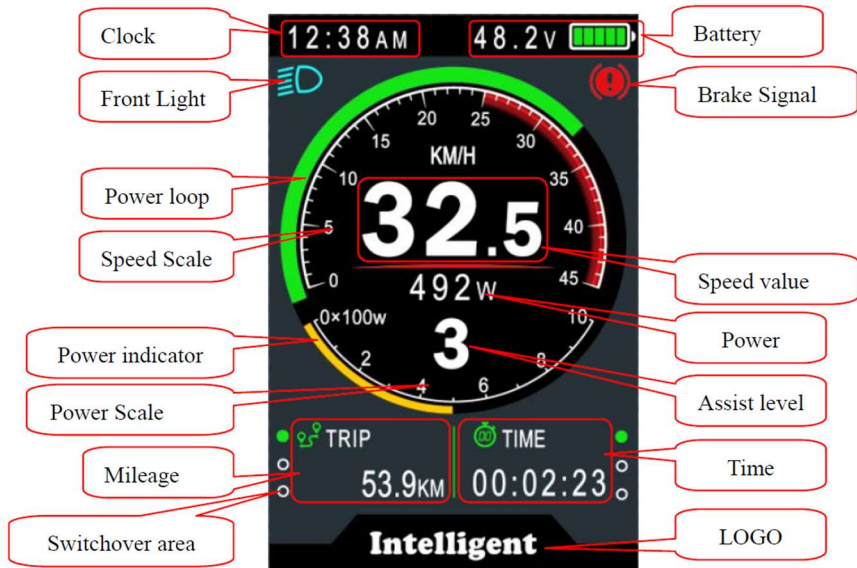 Clock
12:38AM
48.2V
Battery
Front Light
Brake Signal
Power loop
Speed Scale
0
5
10
15
20
25
30
35
40
45
KM/H
32.5
Speed value
492W
Power
Power indicator
Power Scale
0×100w
2
4
6
8
10
3
Assist level
Mileage
TRIP
53.9KM
TIME
00:02:23
Time
Switchover area
Intelligent
LOGO